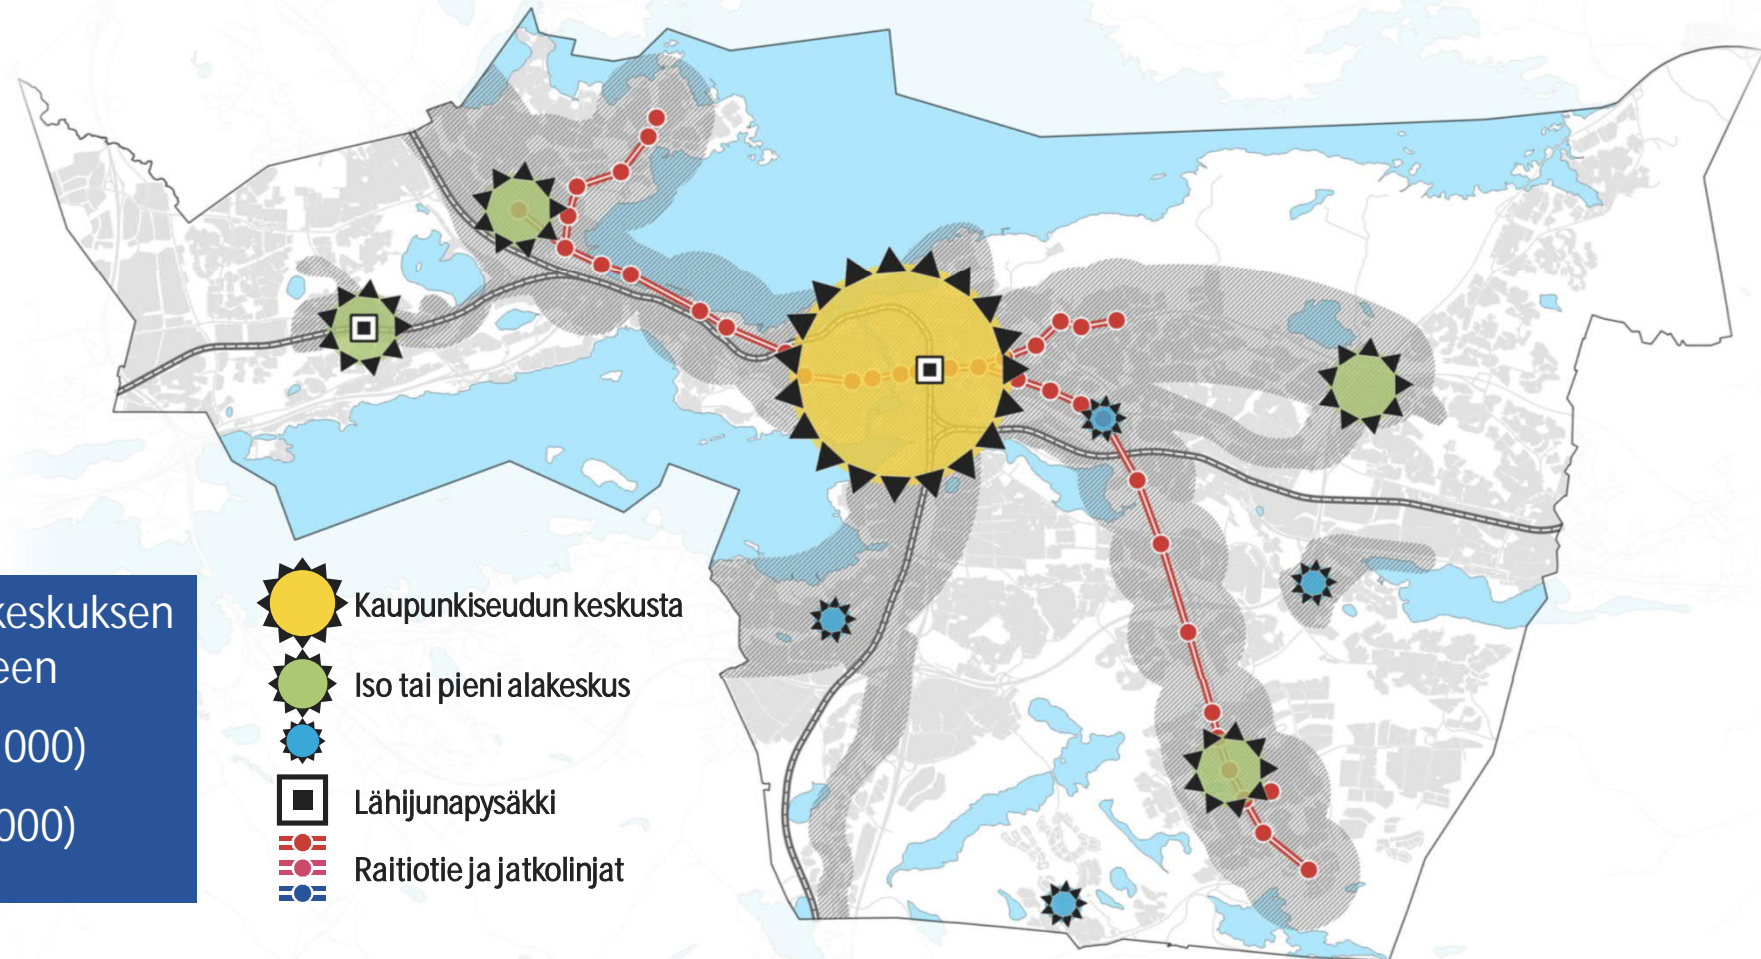 keskuksen
een
000)
000)
Kaupunkiseudun keskusta
Iso tai pieni alakeskus
Lähijunapysäkki
Raitiotie ja jatkolinjat